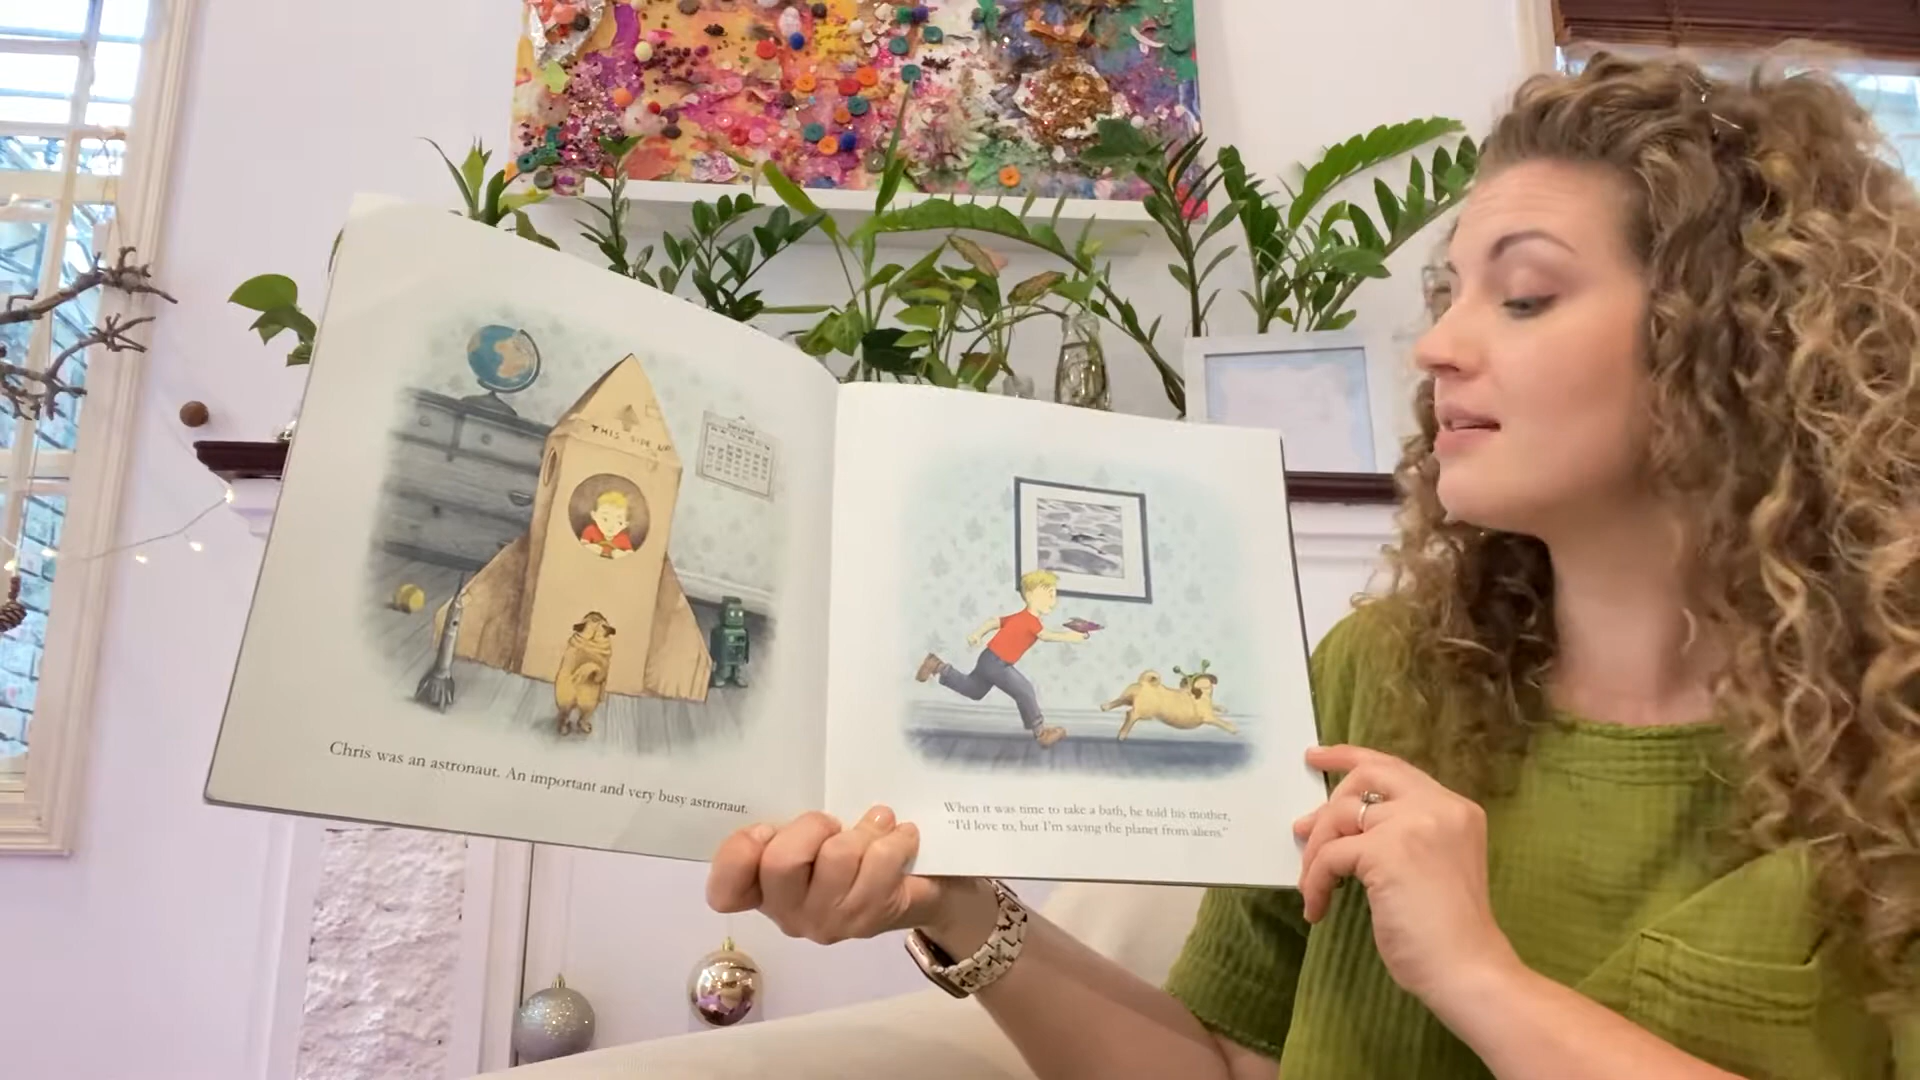 THIS SIDE UP
Chris was an astronaut. An important and very busy astronaut.
When it was time to take a bath, he told his mother,
“I’d love to, but I’m saving the planet from aliens.”